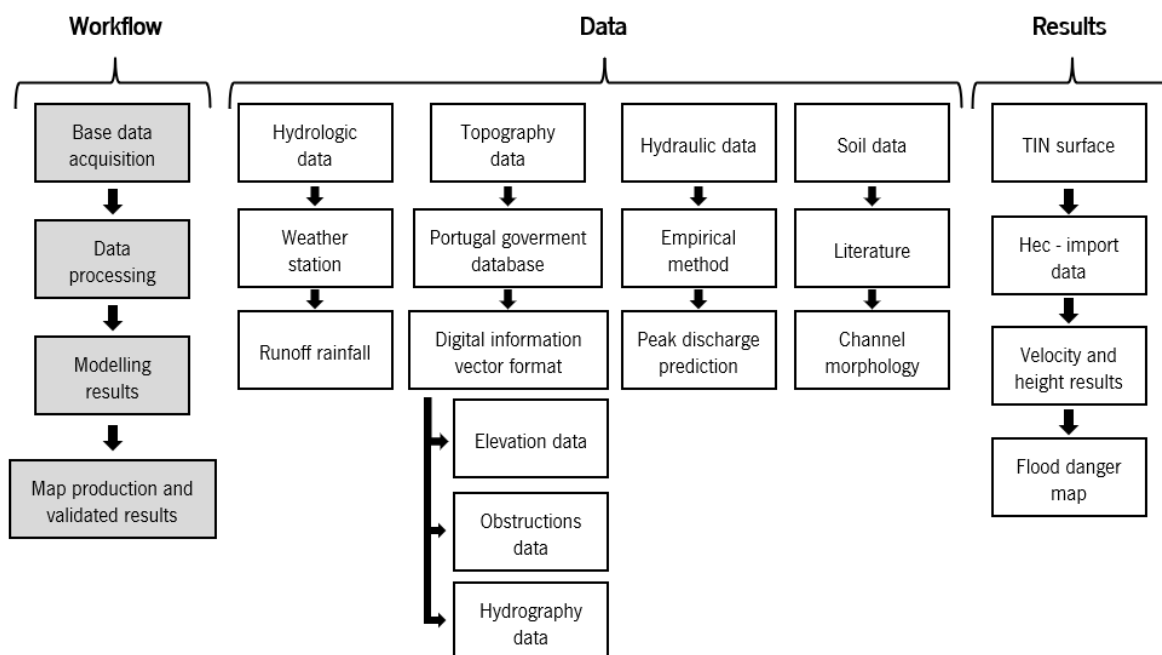 Workflow
Data
Results
Base data
acquisition
Data
processing
Modelling
results
Map production and
validated results
Hydrologic
data
Weather
station
Runoff rainfall
Topography
data
Portugal goverment
database
Digital information
vector format
Elevation data
Obstructions
data
Hydrography
data
Hydraulic data
Empirical
method
Peak discharge
prediction
Soil data
Literature
Channel
morphology
TIN surface
Hec - import
data
Velocity and
height results
Flood danger
map